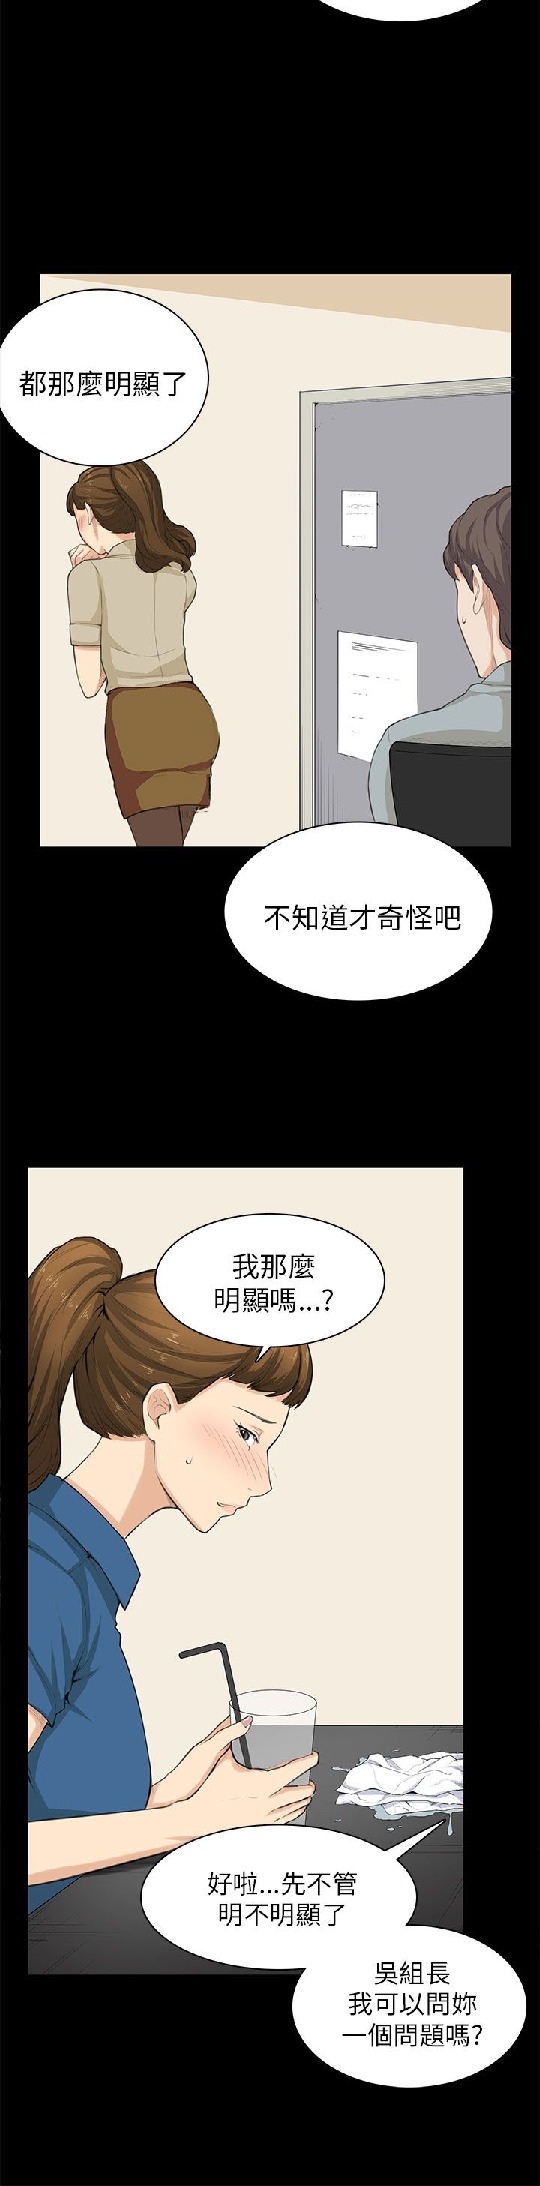 都那麼明顯了
不知道才奇怪吧
我那麼
明顯嗎...?
好啦...先不管
明不明顯了
吳組長
我可以問妳
一個問題嗎?